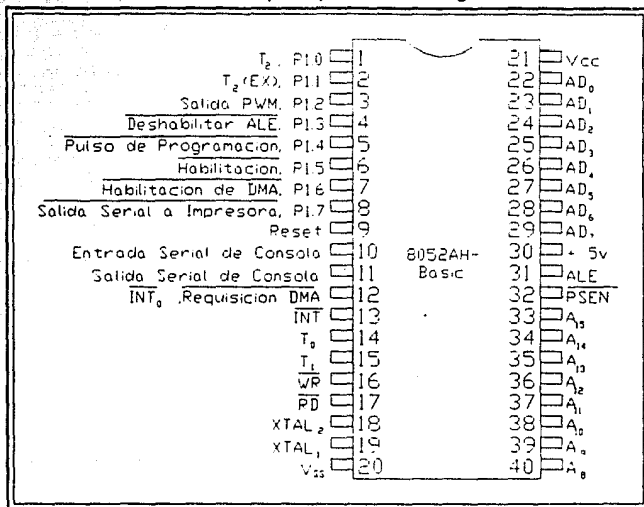 T₂, P1.0 1 21 Vcc
T₂(EX), P1.1 2 22 AD₀
Salida PWM, P1.2 3 23 AD₁
Deshabilitar ALE, P1.3 4 24 AD₂
Pulso de Programacion, P1.4 5 25 AD₃
Habilitacion, P1.5 6 26 AD₄
Habilitacion de DMA, P1.6 7 27 AD₅
Salida Serial a Impresora, P1.7 8 28 AD₆
Reset 9 29 AD₇
Entrada Serial de Consola 10 8052AH- 30 + 5v
Salida Serial de Consola 11 Basic 31 ALE
INT₀ ,Requisicion DMA 12 32 PSEN
INT 13 33 A₁₅
T₀ 14 34 A₁₄
T₁ 15 35 A₁₃
WR 16 36 A₁₂
RD 17 37 A₁₁
XTAL₂ 18 38 A₁₀
XTAL₁ 19 39 A₉
Vss 20 40 A₈